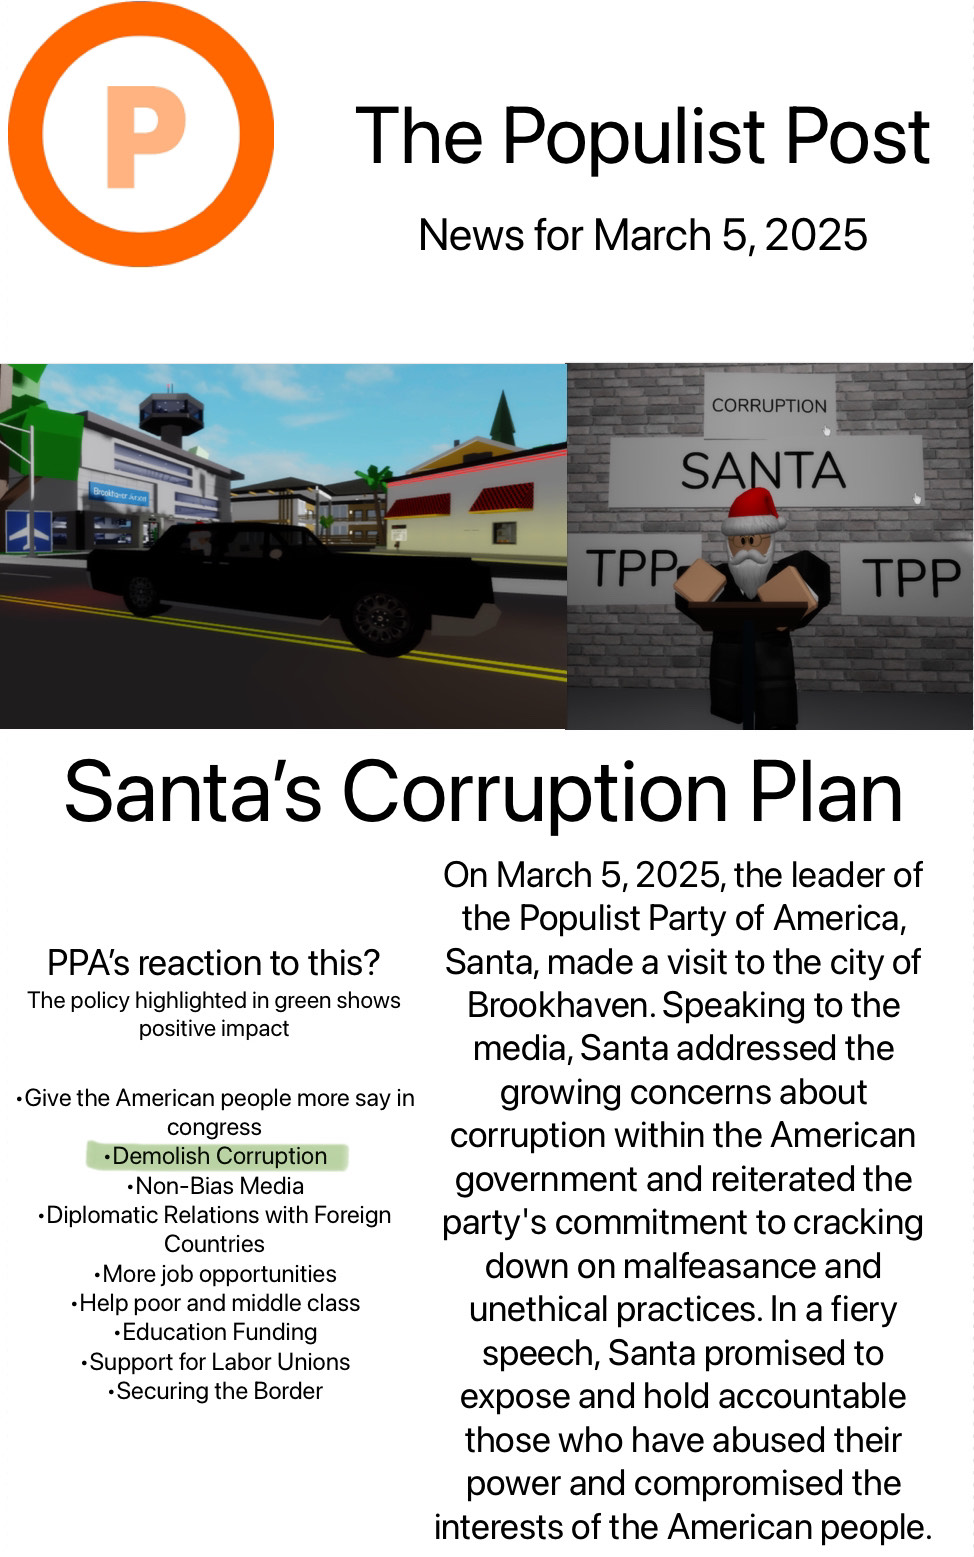 P
The Populist Post
News for March 5, 2025
Brookhaven Airport
CORRUPTION
SANTA
TPP
TPP
Santa’s Corruption Plan
PPA’s reaction to this?
The policy highlighted in green shows
positive impact
•Give the American people more say in
congress
•Demolish Corruption
•Non-Bias Media
•Diplomatic Relations with Foreign
Countries
•More job opportunities
•Help poor and middle class
•Education Funding
•Support for Labor Unions
•Securing the Border
On March 5, 2025, the leader of
the Populist Party of America,
Santa, made a visit to the city of
Brookhaven. Speaking to the
media, Santa addressed the
growing concerns about
corruption within the American
government and reiterated the
party's commitment to cracking
down on malfeasance and
unethical practices. In a fiery
speech, Santa promised to
expose and hold accountable
those who have abused their
power and compromised the
interests of the American people.